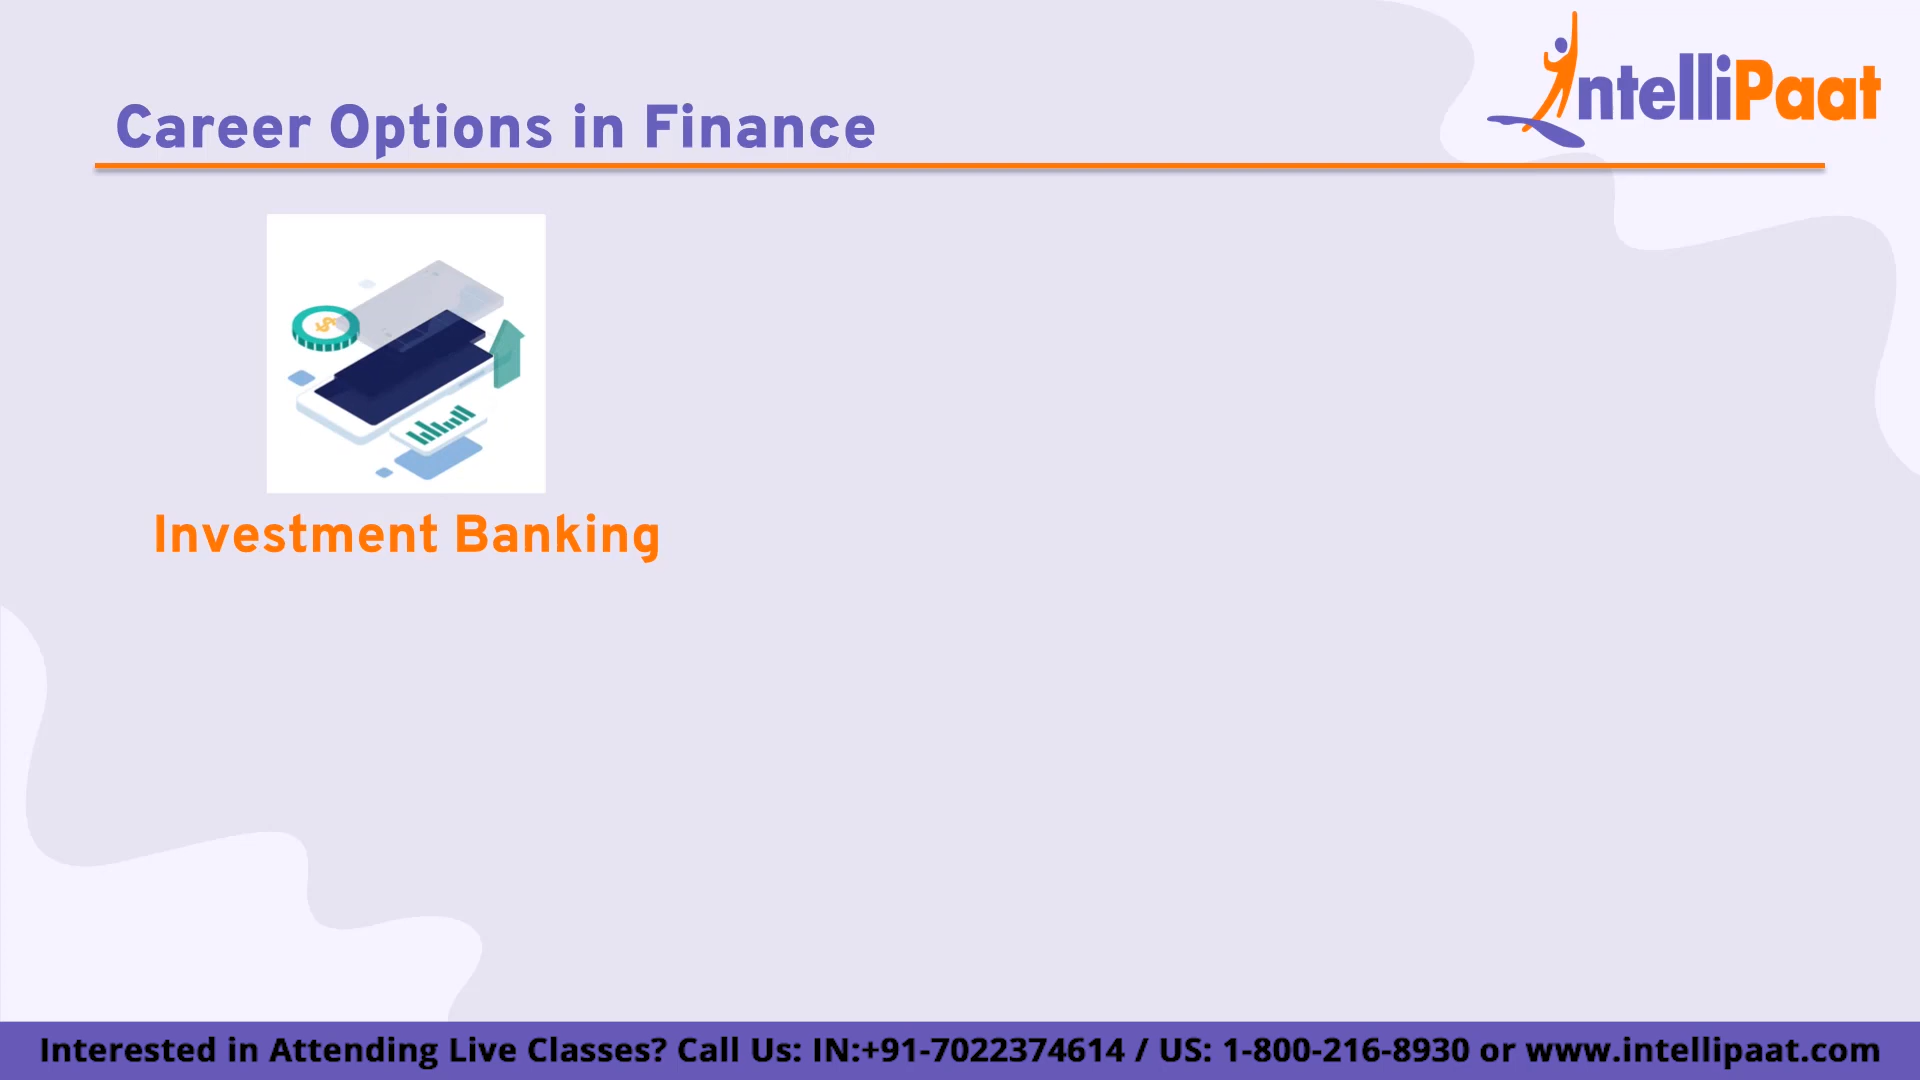 IntelliPaat
Career Options in Finance
$
Investment Banking
Interested in Attending Live Classes? Call Us: IN:+91-7022374614 / US: 1-800-216-8930 or www.intellipaat.com